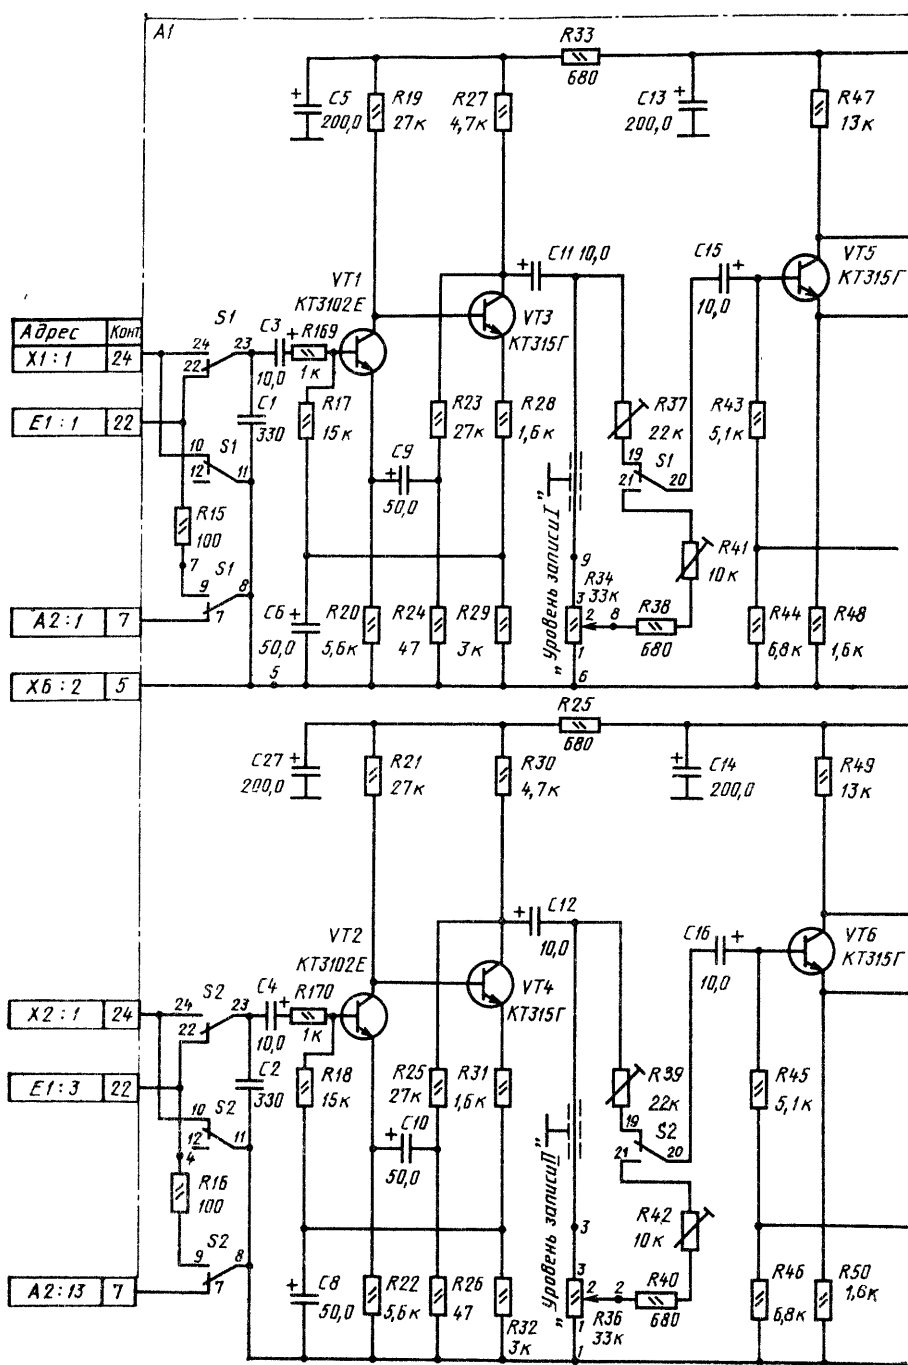 A1
R33
680
C5
200,0
R19
27к
R27
4,7к
C13
200,0
R47
13к
C11 10,0
C15
10,0
VT5
КТ315Г
VT1
КТ3102Е
VT3
КТ315Г
S1
C3
10,0
R169
1к
Адрес
Конт.
X1:1
24
24
22
23
C1
330
R17
15к
R23
27к
R28
1,6к
R37
22к
R43
5,1к
E1:1
22
10
12
S1
11
C9
50,0
19
21
S1
20
R15
100
7
R41
10к
„Уровень записи I”
9
R34
33к
S1
9
8
7
A2:1
7
C6
50,0
R20
5,6к
R24
47
R29
3к
3
2
8
1
R38
680
R44
6,8к
R48
1,6к
X6:2
5
5
6
R25
680
C27
200,0
R21
27к
R30
4,7к
C14
200,0
R49
13к
C12
10,0
C16
10,0
VT6
КТ315Г
VT2
КТ3102Е
VT4
КТ315Г
S2
C4
10,0
R170
1к
X2:1
24
24
22
23
C2
330
R18
15к
R25
27к
R31
1,6к
R39
22к
R45
5,1к
E1:3
22
10
12
S2
11
4
C10
50,0
19
21
S2
20
R16
100
R42
10к
„Уровень записи II”
3
S2
9
8
7
A2:13
7
C8
50,0
R22
5,6к
R26
47
R32
3к
3
2
2
1
R36
33к
R40
680
R46
6,8к
R50
1,6к
1